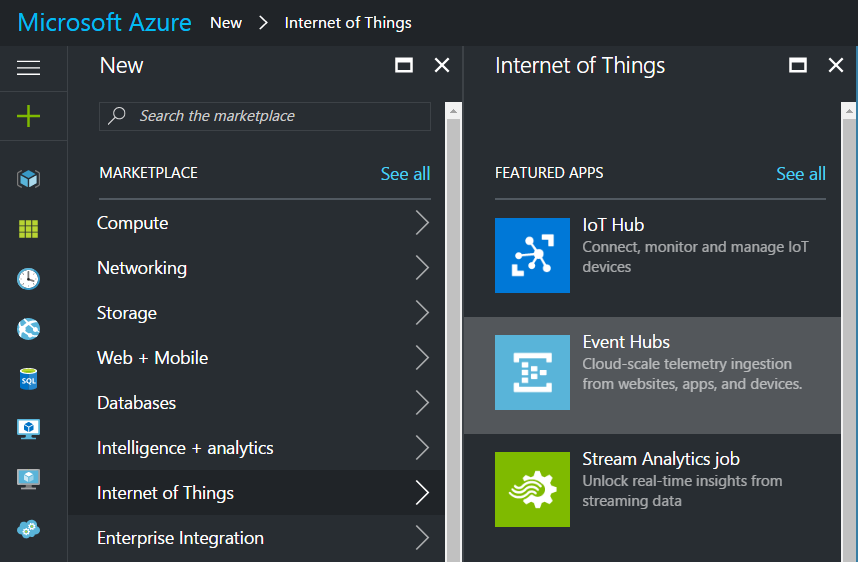 Microsoft Azure New > Internet of Things
New
Search the marketplace
MARKETPLACE See all
Compute
Networking
Storage
Web + Mobile
Databases
Intelligence + analytics
Internet of Things
Enterprise Integration
Internet of Things
FEATURED APPS See all
IoT Hub
Connect, monitor and manage IoT
devices
Event Hubs
Cloud-scale telemetry ingestion
from websites, apps, and devices.
Stream Analytics job
Unlock real-time insights from
streaming data
SQL